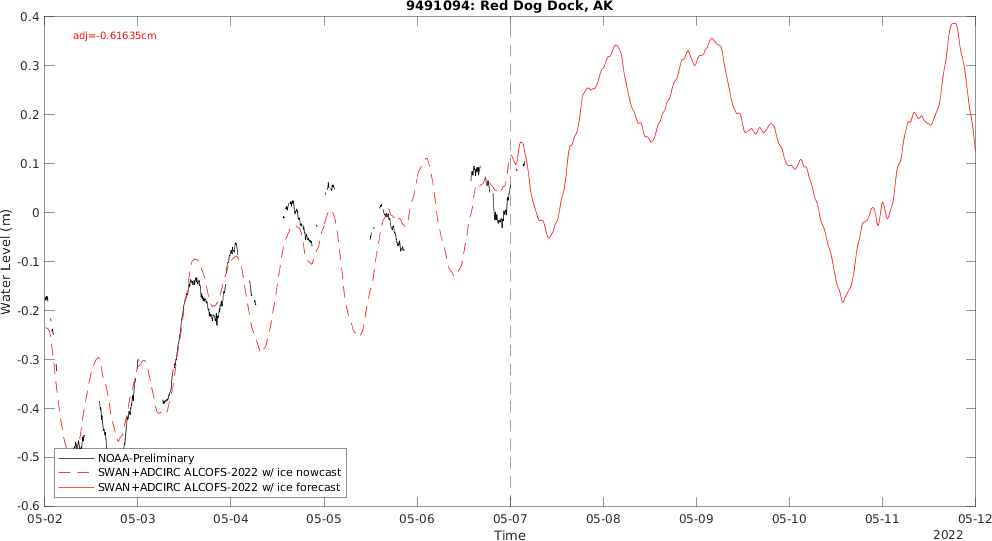 9491094: Red Dog Dock, AK
adj=-0.61635cm
Water Level (m)
0.4
0.3
0.2
0.1
0
-0.1
-0.2
-0.3
-0.4
-0.5
-0.6
NOAA-Preliminary
SWAN+ADCIRC ALCOFS-2022 w/ ice nowcast
SWAN+ADCIRC ALCOFS-2022 w/ ice forecast
05-02 05-03 05-04 05-05 05-06 05-07 05-08 05-09 05-10 05-11 05-12
Time
2022